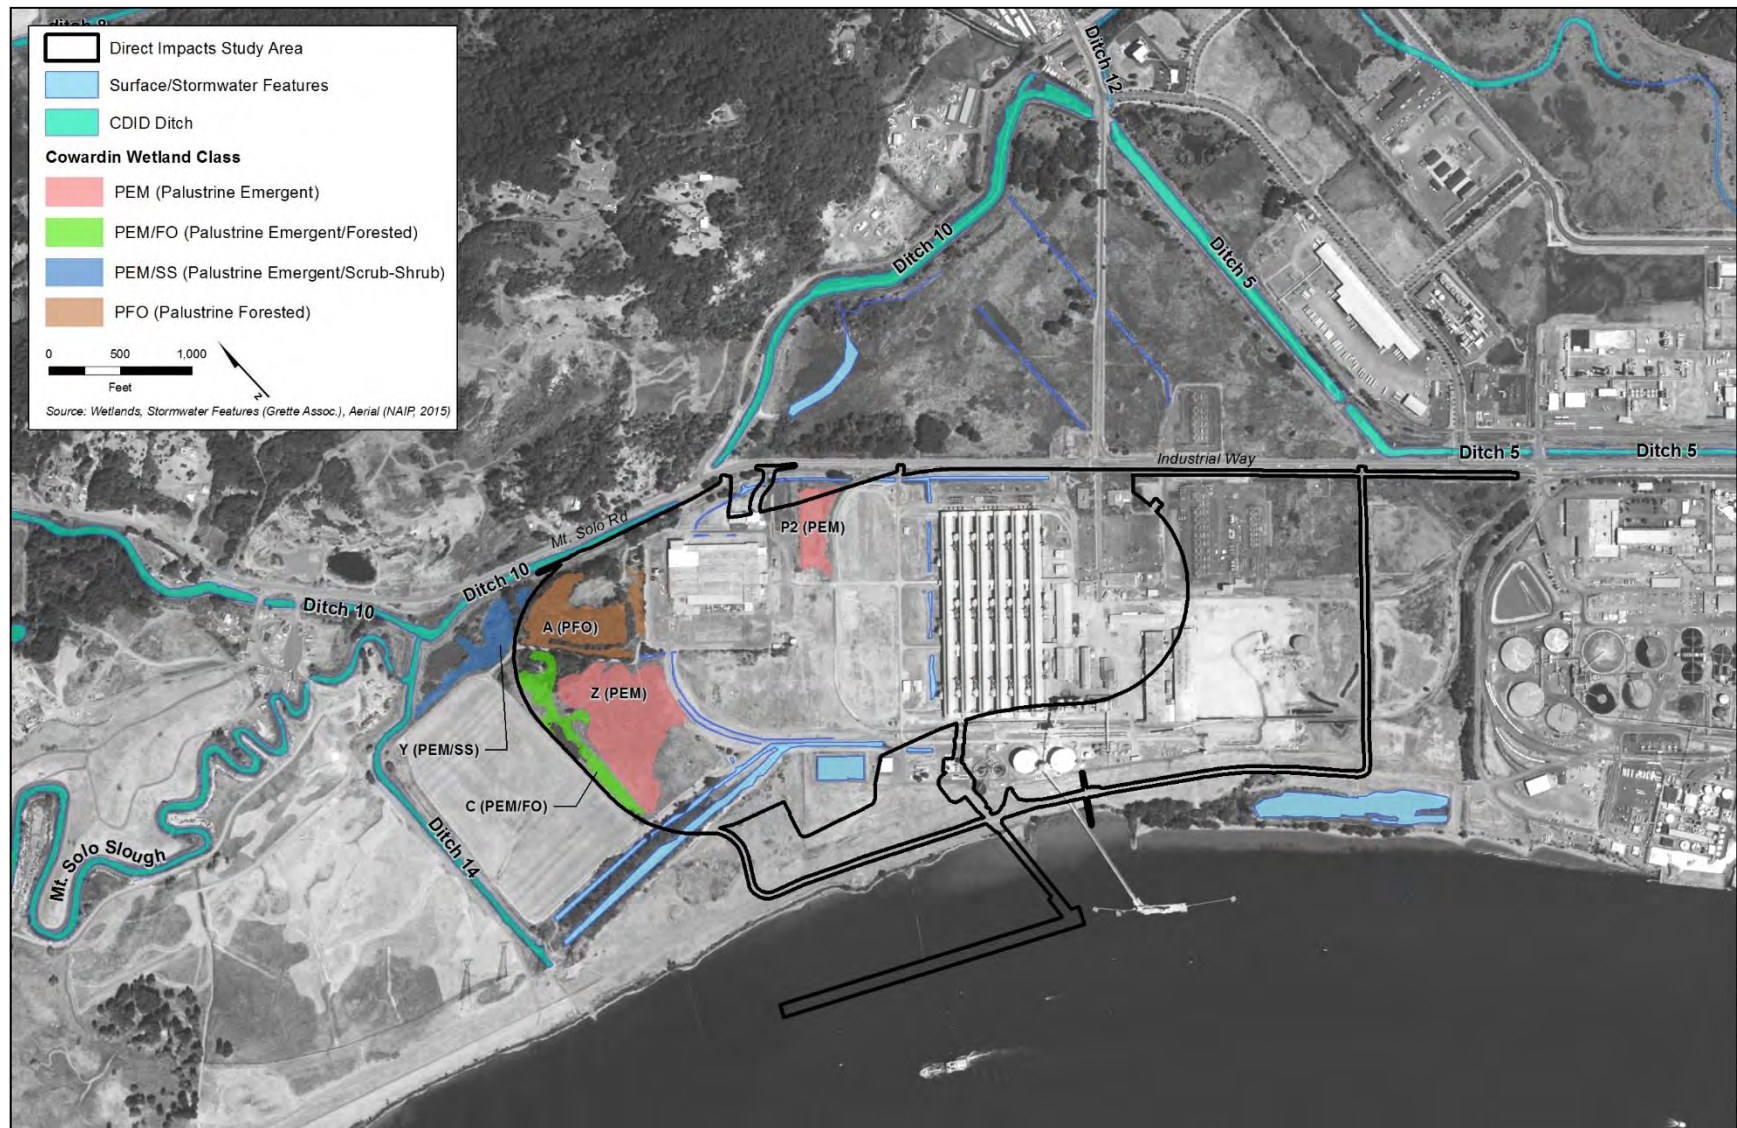 ditch 8
Direct Impacts Study Area
Surface/Stormwater Features
CDID Ditch
Cowardin Wetland Class
PEM (Palustrine Emergent)
PEM/FO (Palustrine Emergent/Forested)
PEM/SS (Palustrine Emergent/Scrub-Shrub)
PFO (Palustrine Forested)
0 500 1,000
Feet
N
Source: Wetlands, Stormwater Features (Grette Assoc.), Aerial (NAIP, 2015)
Ditch 12
Ditch 10
Ditch 5
Ditch 5
Ditch 5
Industrial Way
Mt. Solo Rd
P2 (PEM)
Ditch 10
Ditch 10
A (PFO)
Z (PEM)
Y (PEM/SS)
C (PEM/FO)
Ditch 14
Mt. Solo Slough